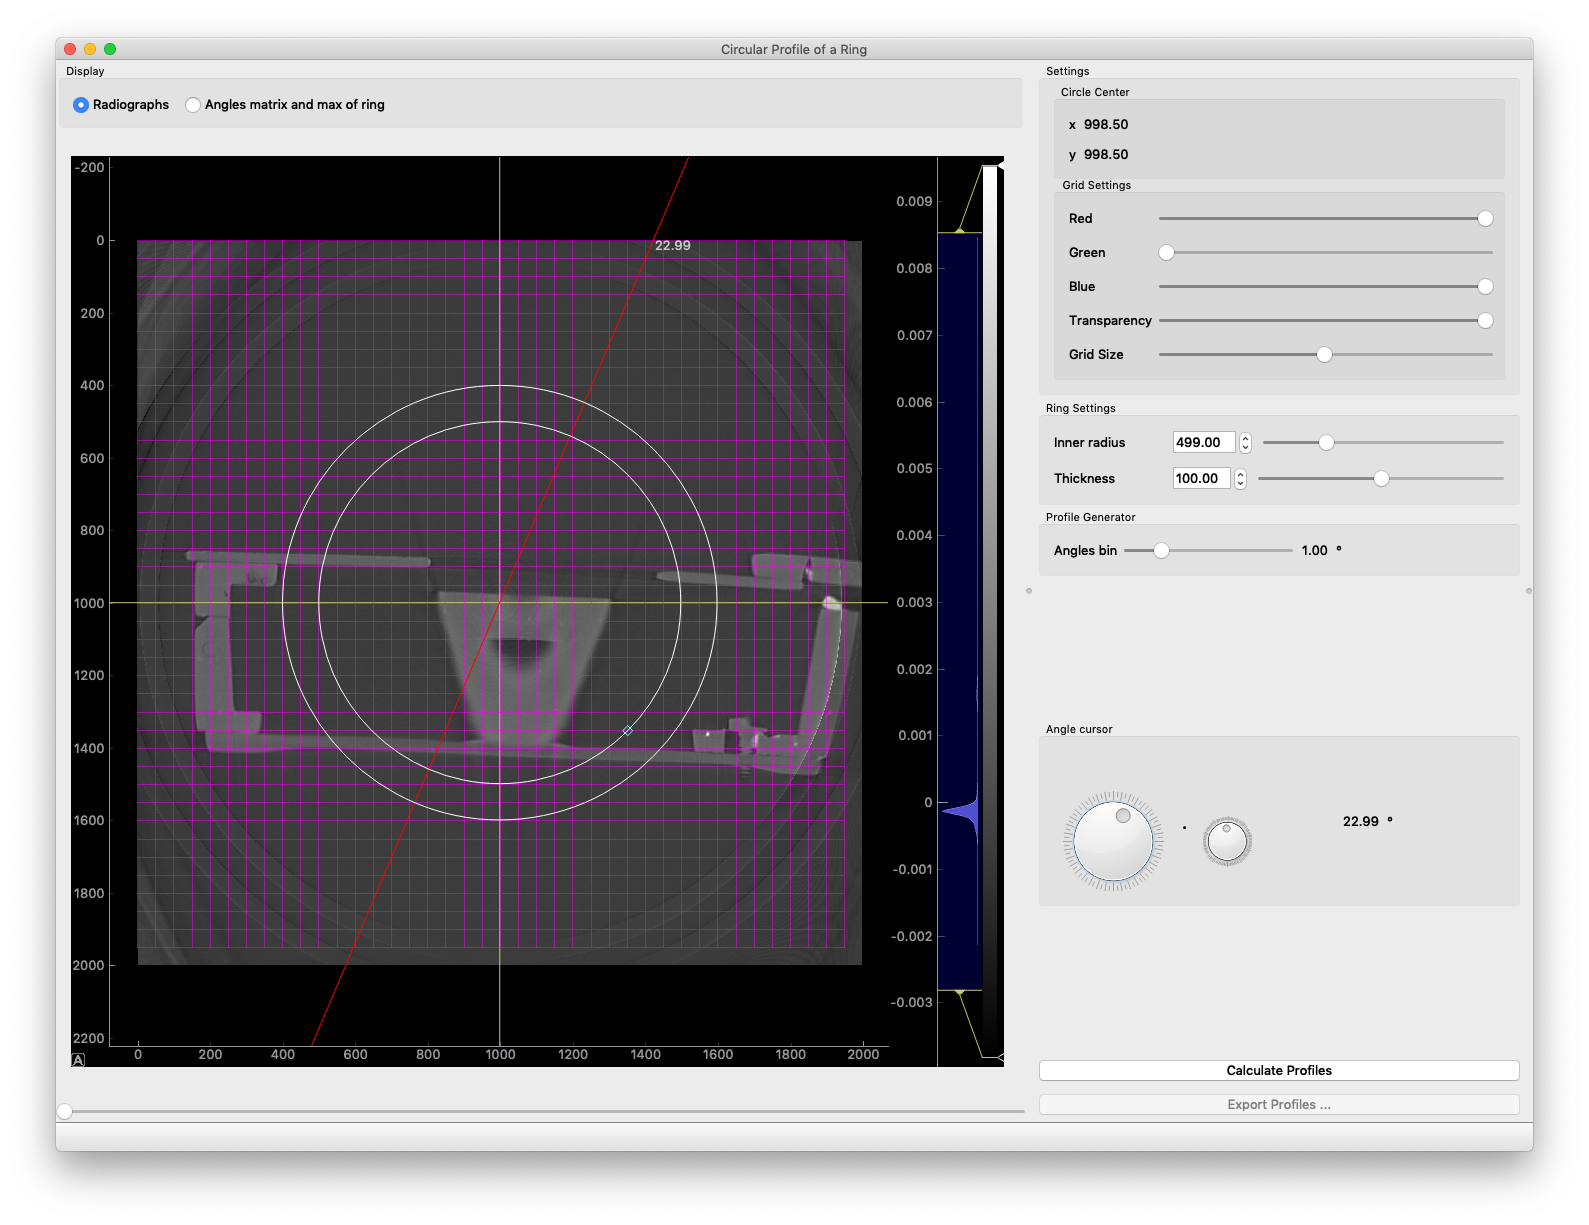 Circular Profile of a Ring
Display
Radiographs
Angles matrix and max of ring
-200
0
200
400
600
800
1000
1200
1400
1600
1800
2000
2200
22.99
0
200
400
600
800
1000
1200
1400
1600
1800
2000
A
0.009
0.008
0.007
0.006
0.005
0.004
0.003
0.002
0.001
0
-0.001
-0.002
-0.003
Settings
Circle Center
x 998.50
y 998.50
Grid Settings
Red
Green
Blue
Transparency
Grid Size
Ring Settings
Inner radius 499.00
Thickness 100.00
Profile Generator
Angles bin 1.00 °
Angle cursor
. 22.99 °
Calculate Profiles
Export Profiles ...